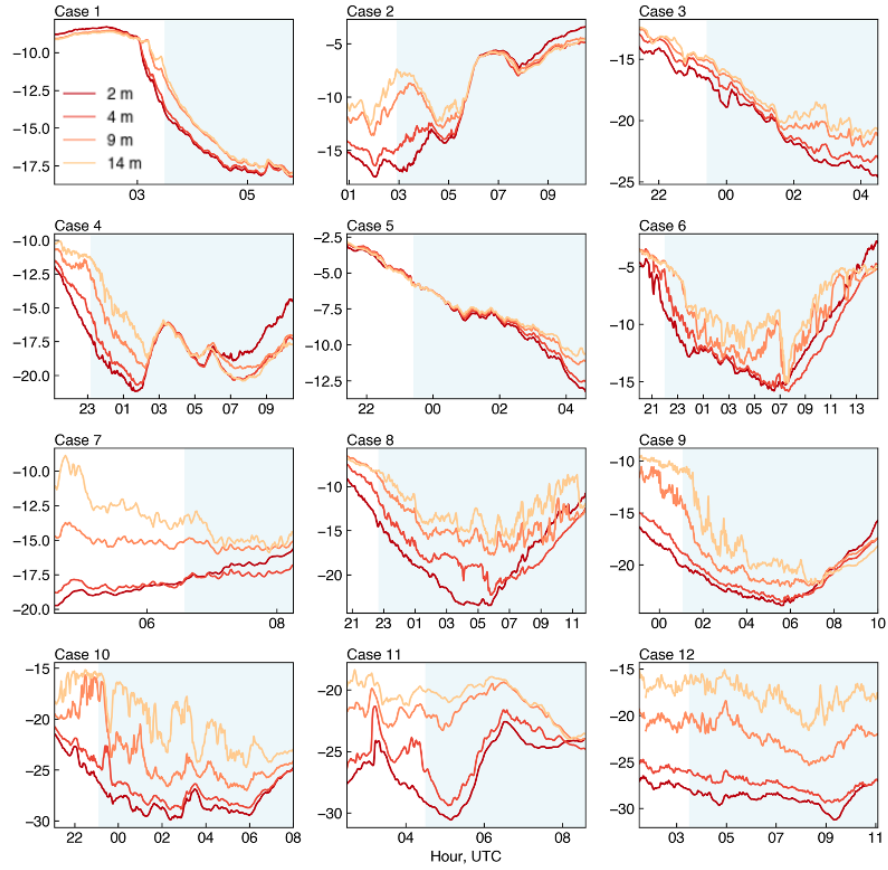 Case 1
−10.0
−12.5
−15.0
−17.5
2 m
4 m
9 m
14 m
03 05
Case 2
−5
−10
−15
01 03 05 07 09
Case 3
−15
−20
−25
22 00 02 04
Case 4
−10.0
−12.5
−15.0
−17.5
−20.0
23 01 03 05 07 09
Case 5
−2.5
−5.0
−7.5
−10.0
−12.5
22 00 02 04
Case 6
−5
−10
−15
21 23 01 03 05 07 09 11 13
Case 7
−10.0
−12.5
−15.0
−17.5
−20.0
06 08
Case 8
−10
−15
−20
21 23 01 03 05 07 09 11
Case 9
−10
−15
−20
00 02 04 06 08 10
Case 10
−15
−20
−25
−30
22 00 02 04 06 08
Case 11
−20
−25
−30
04 06 08
Case 12
−15
−20
−25
−30
03 05 07 09 11
Hour, UTC